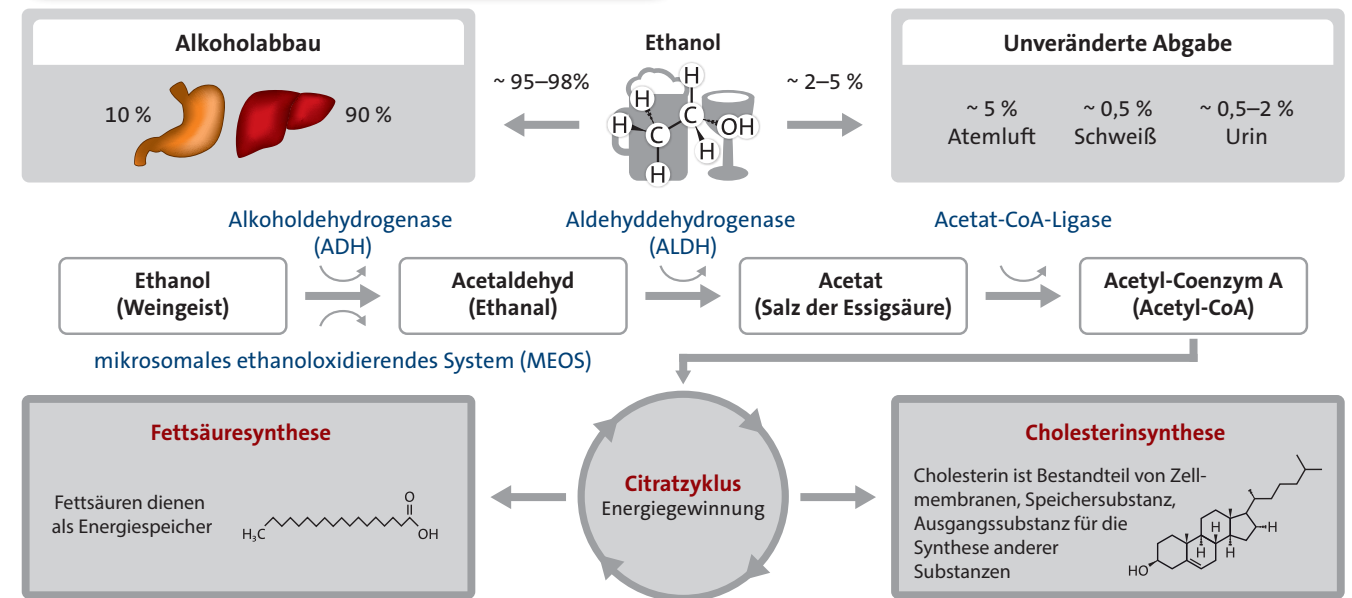 Alkoholabbau
10 %
90 %
~ 95–98%
Ethanol
H
H
H
C
C
OH
H
H
~ 2–5 %
Unveränderte Abgabe
~ 5 %
Atemluft
~ 0,5 %
Schweiß
~ 0,5–2 %
Urin
Alkoholdehydrogenase
(ADH)
Aldehyddehydrogenase
(ALDH)
Acetat-CoA-Ligase
Ethanol
(Weingeist)
Acetaldehyd
(Ethanal)
Acetat
(Salz der Essigsäure)
Acetyl-Coenzym A
(Acetyl-CoA)
mikrosomales ethanoloxidierendes System (MEOS)
Fettsäuresynthese
Fettsäuren dienen
als Energiespeicher
H₃C
O
OH
Citratzyklus
Energiegewinnung
Cholesterinsynthese
Cholesterin ist Bestandteil von Zell-
membranen, Speichersubstanz,
Ausgangssubstanz für die
Synthese anderer
Substanzen
H
H
H
H
HO